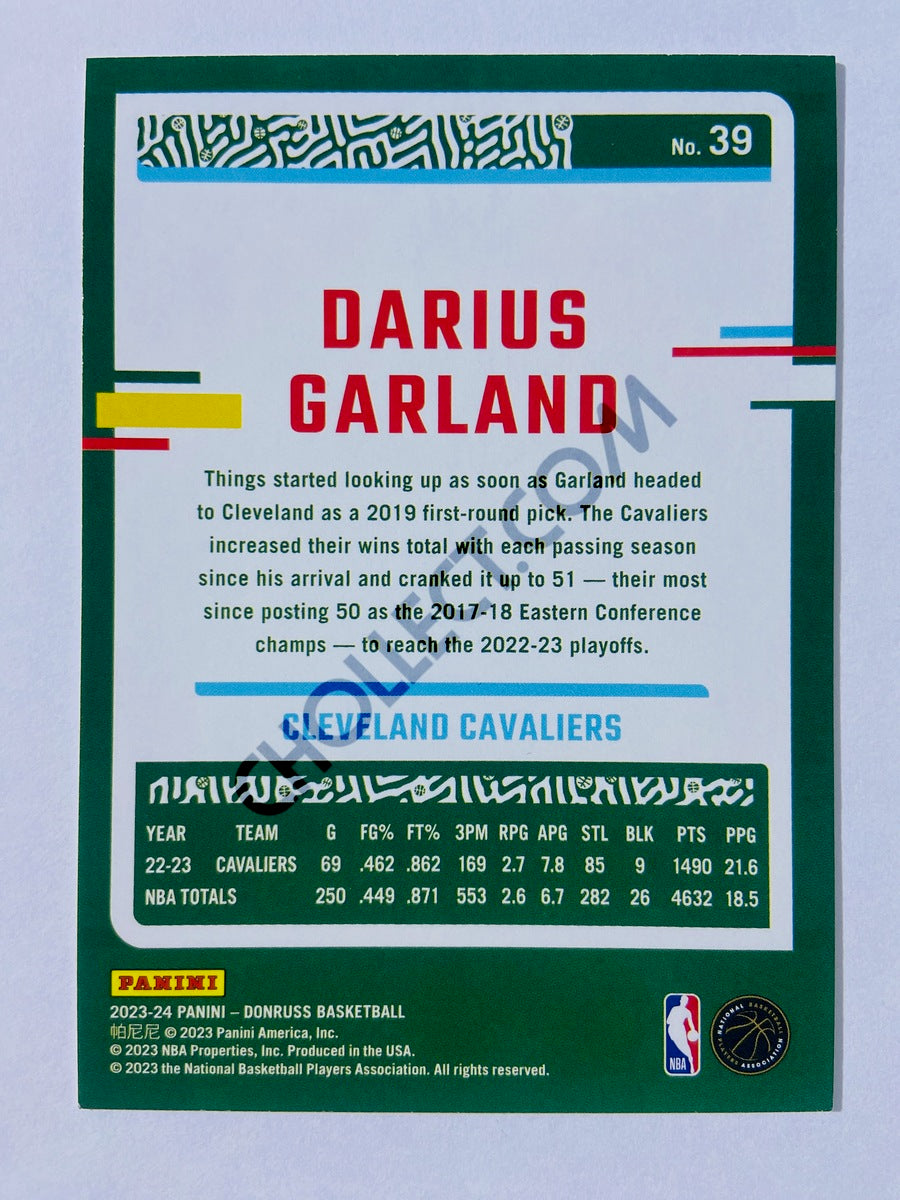 No. 39
DARIUS
GARLAND
Things started looking up as soon as Garland headed
to Cleveland as a 2019 first-round pick. The Cavaliers
increased their wins total with each passing season
since his arrival and cranked it up to 51 — their most
since posting 50 as the 2017-18 Eastern Conference
champs — to reach the 2022-23 playoffs.
CLEVELAND CAVALIERS
YEAR TEAM G FG% FT% 3PM RPG APG STL BLK PTS PPG
22-23 CAVALIERS 69 .462 .862 169 2.7 7.8 85 9 1490 21.6
NBA TOTALS 250 .449 .871 553 2.6 6.7 282 26 4632 18.5
PANINI
2023-24 PANINI – DONRUSS BASKETBALL
帕尼尼 © 2023 Panini America, Inc.
© 2023 NBA Properties, Inc. Produced in the USA.
© 2023 the National Basketball Players Association. All rights reserved.
NBA
NATIONAL BASKETBALL
PLAYERS ASSOCIATION
CHOLLECT.COM